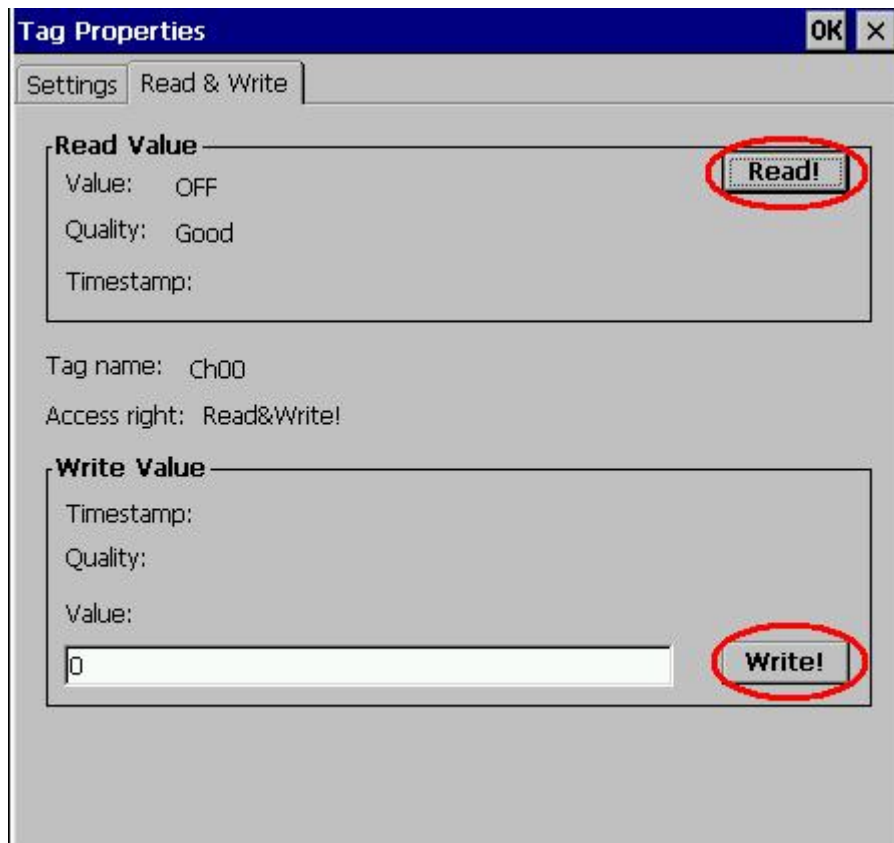 Tag Properties OK ×
Settings Read & Write
Read Value
Read!
Value: OFF
Quality: Good
Timestamp:
Tag name: Ch00
Access right: Read&Write!
Write Value
Timestamp:
Quality:
Value:
0 Write!